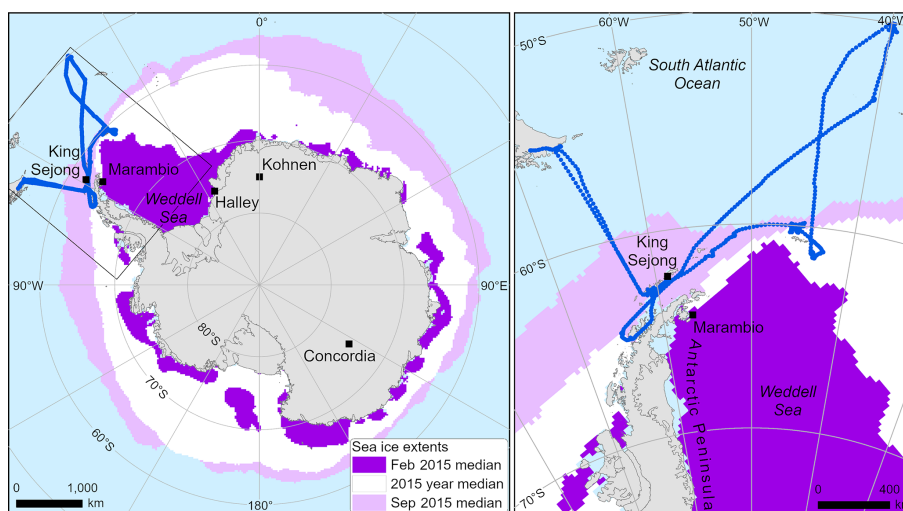 0°
King
Sejong
Marambio
Kohnen
Halley
Weddell
Sea
90°W
90°E
80°S
Concordia
70°S
60°S
Sea ice extents
Feb 2015 median
2015 year median
Sep 2015 median
0
1,000
km
180°
60°W
50°W
40°W
50°S
South Atlantic
Ocean
King
Sejong
60°S
Marambio
Antarctic Peninsula
Weddell
Sea
70°S
0
400
km